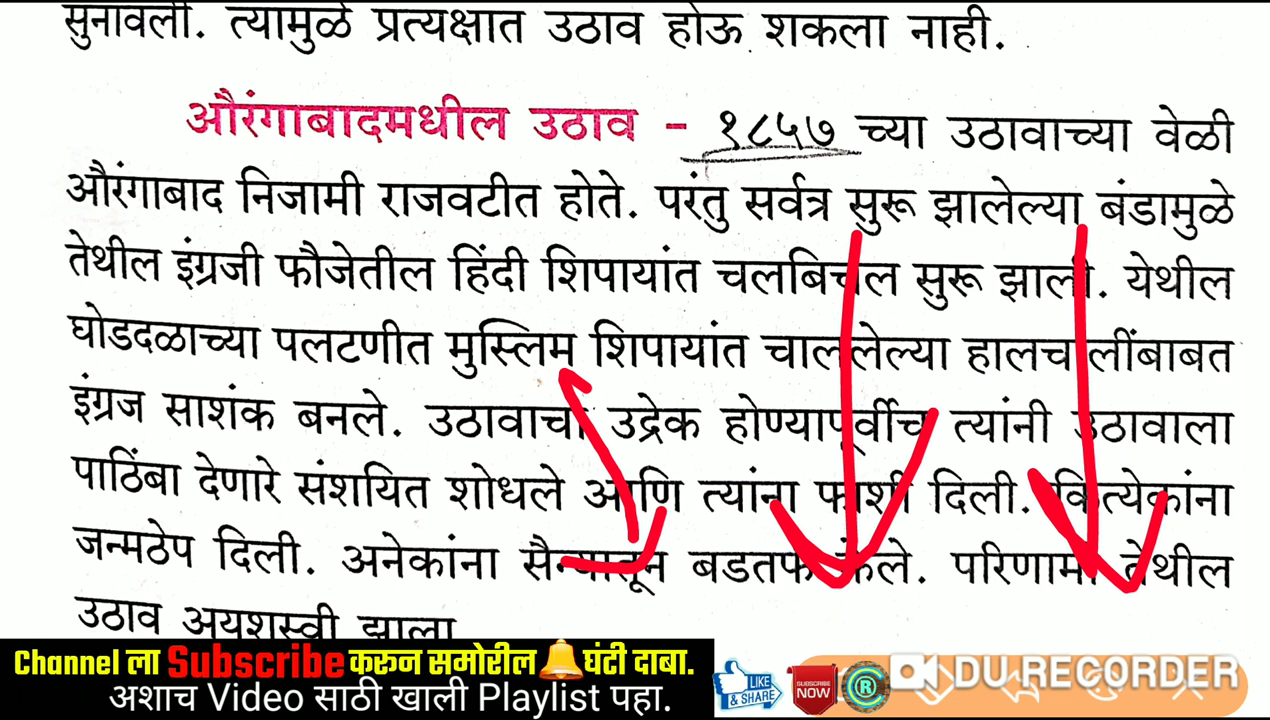 सुनावली. त्यामुळे प्रत्यक्षात उठाव होऊ शकला नाही.
औरंगाबादमधील उठाव - १८५७ च्या उठावाच्या वेळी
औरंगाबाद निजामी राजवटीत होते. परंतु सर्वत्र सुरू झालेल्या बंडामुळे
तेथील इंग्रजी फौजेतील हिंदी शिपायांत चलबिचल सुरू झाली. येथील
घोडदळाच्या पलटणीत मुस्लिम शिपायांत चाललेल्या हालचालींबाबत
इंग्रज साशंक बनले. उठावाचा उद्रेक होण्यापूर्वीच त्यांनी उठावाला
पाठिंबा देणारे संशयित शोधले आणि त्यांना फाशी दिली. कित्येकांना
जन्मठेप दिली. अनेकांना सैन्यातून बडतर्फ केले. परिणामी तेथील
उठाव अयशस्वी झाला
Channel ला Subscribe करून समोरील घंटी दाबा.
अशाच Video साठी खाली Playlist पहा.
LIKE & SHARE
SUBSCRIBE NOW
R
DU RECORDER